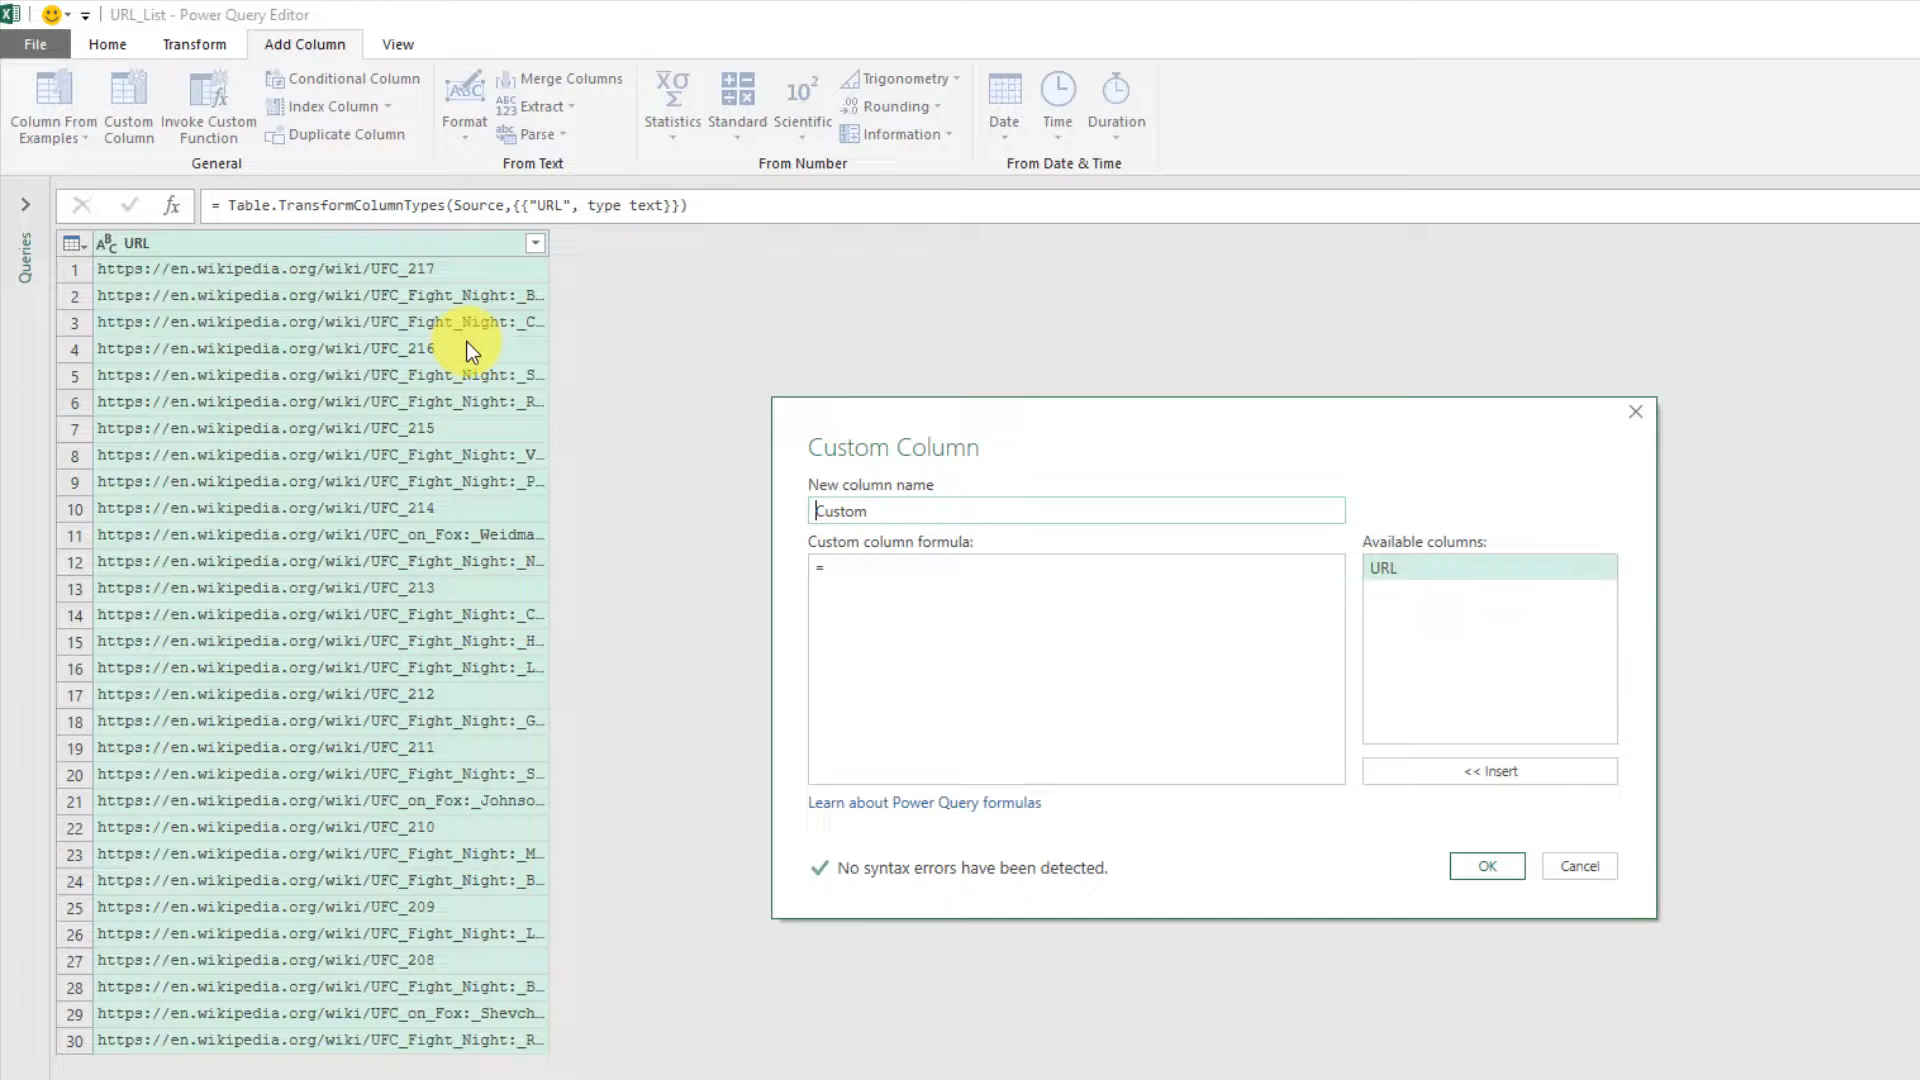 URL_List - Power Query Editor
File Home Transform Add Column View
Column From Examples
Custom Column
Invoke Custom Function
Conditional Column
Index Column
Duplicate Column
General
Format
Merge Columns
Extract
Parse
From Text
Statistics
Standard
Scientific
Trigonometry
Rounding
Information
From Number
Date
Time
Duration
From Date & Time
Queries
fx
= Table.TransformColumnTypes(Source,{{"URL", type text}})
ABC URL
1 https://en.wikipedia.org/wiki/UFC_217
2 https://en.wikipedia.org/wiki/UFC_Fight_Night:_B...
3 https://en.wikipedia.org/wiki/UFC_Fight_Night:_C...
4 https://en.wikipedia.org/wiki/UFC_216
5 https://en.wikipedia.org/wiki/UFC_Fight_Night:_S...
6 https://en.wikipedia.org/wiki/UFC_Fight_Night:_R...
7 https://en.wikipedia.org/wiki/UFC_215
8 https://en.wikipedia.org/wiki/UFC_Fight_Night:_V...
9 https://en.wikipedia.org/wiki/UFC_Fight_Night:_P...
10 https://en.wikipedia.org/wiki/UFC_214
11 https://en.wikipedia.org/wiki/UFC_on_Fox:_Weidma...
12 https://en.wikipedia.org/wiki/UFC_Fight_Night:_N...
13 https://en.wikipedia.org/wiki/UFC_213
14 https://en.wikipedia.org/wiki/UFC_Fight_Night:_C...
15 https://en.wikipedia.org/wiki/UFC_Fight_Night:_H...
16 https://en.wikipedia.org/wiki/UFC_Fight_Night:_L...
17 https://en.wikipedia.org/wiki/UFC_212
18 https://en.wikipedia.org/wiki/UFC_Fight_Night:_G...
19 https://en.wikipedia.org/wiki/UFC_211
20 https://en.wikipedia.org/wiki/UFC_Fight_Night:_S...
21 https://en.wikipedia.org/wiki/UFC_on_Fox:_Johnso...
22 https://en.wikipedia.org/wiki/UFC_210
23 https://en.wikipedia.org/wiki/UFC_Fight_Night:_M...
24 https://en.wikipedia.org/wiki/UFC_Fight_Night:_B...
25 https://en.wikipedia.org/wiki/UFC_209
26 https://en.wikipedia.org/wiki/UFC_Fight_Night:_L...
27 https://en.wikipedia.org/wiki/UFC_208
28 https://en.wikipedia.org/wiki/UFC_Fight_Night:_B...
29 https://en.wikipedia.org/wiki/UFC_on_Fox:_Shevch...
30 https://en.wikipedia.org/wiki/UFC_Fight_Night:_R...
Custom Column
New column name
Custom
Custom column formula:
=
Available columns:
URL
<< Insert
Learn about Power Query formulas
No syntax errors have been detected.
OK
Cancel